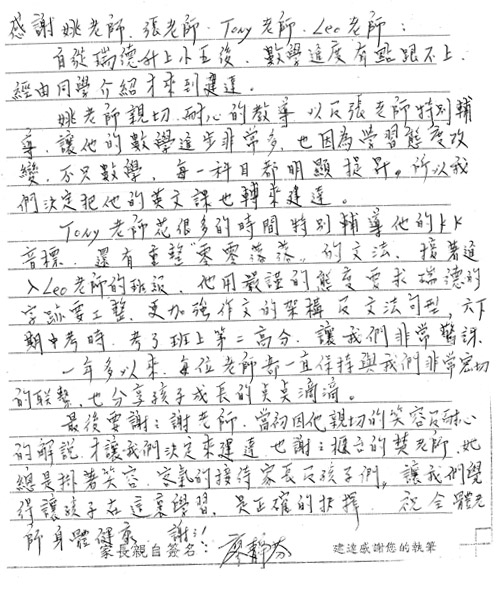 感謝姚老師、張老師、Tony老師、Leo老師：
自從瑞德升上小五後，數學進度有點跟不上，
經由同學介紹才來到建達。
姚老師親切、耐心的教導以及張老師特別輔
導，讓他的數學進步非常多，也因為學習態度改
變，不只數學，每一科目都明顯提昇。所以我
們決定把他的英文課也轉來建達。
Tony老師花很多的時間特別輔導他的KK
音標，還有重整"零零落落"的文法。接著進
入Leo老師的班級，他用嚴謹的態度要求瑞德的
字跡要工整，更加強作文的架構及文法句型，六下
期中考時，考了班上第二高分，讓我們非常驚訝。
一年多以來，每位老師都一直保持與我們非常密切
的聯繫，也分享孩子成長的點點滴滴。
最後要謝謝謝老師，當初因他親切的笑容及耐心
的解說，才讓我們決定來建達，也謝謝櫃台的黃老師，她
總是掛著笑容，客氣的接待家長及孩子們，讓我們覺
得讓孩子在這裏學習，是正確的抉擇。祝全體老
師身體健康 謝謝!!
家長親自簽名：廖靜芬 建達感謝您的執筆